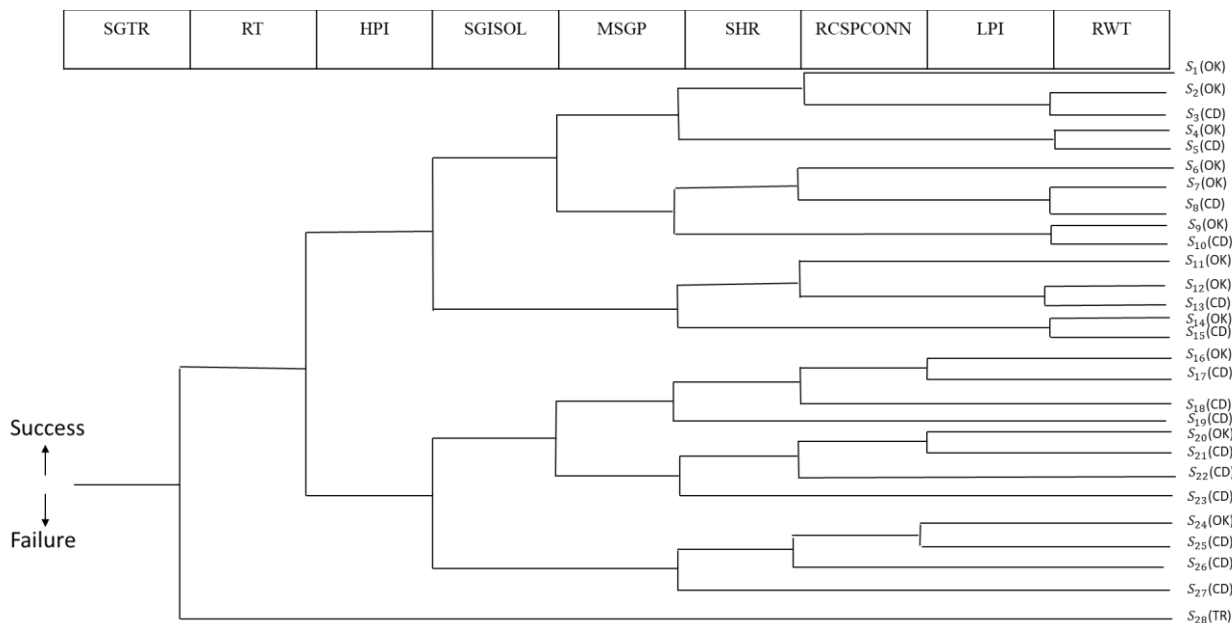 SGTR RT HPI SGISOL MSGP SHR RCSPCONN LPI RWT
S₁(OK)
S₂(OK)
S₃(CD)
S₄(OK)
S₅(CD)
S₆(OK)
S₇(OK)
S₈(CD)
S₉(OK)
S₁₀(CD)
S₁₁(OK)
S₁₂(OK)
S₁₃(CD)
S₁₄(OK)
S₁₅(CD)
S₁₆(OK)
S₁₇(CD)
S₁₈(CD)
S₁₉(CD)
Success
S₂₀(OK)
S₂₁(CD)
S₂₂(CD)
S₂₃(CD)
Failure
S₂₄(OK)
S₂₅(CD)
S₂₆(CD)
S₂₇(CD)
S₂₈(TR)